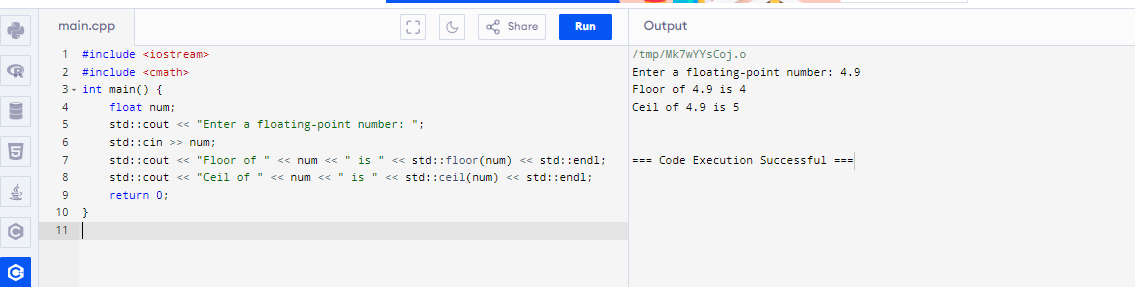 main.cpp
Share
Run
Output
1 #include <iostream>
2 #include <cmath>
3 int main() {
4     float num;
5     std::cout << "Enter a floating-point number: ";
6     std::cin >> num;
7     std::cout << "Floor of " << num << " is " << std::floor(num) << std::endl;
8     std::cout << "Ceil of " << num << " is " << std::ceil(num) << std::endl;
9     return 0;
10 }
11
/tmp/Mk7wYYsCoj.o
Enter a floating-point number: 4.9
Floor of 4.9 is 4
Ceil of 4.9 is 5
=== Code Execution Successful ===